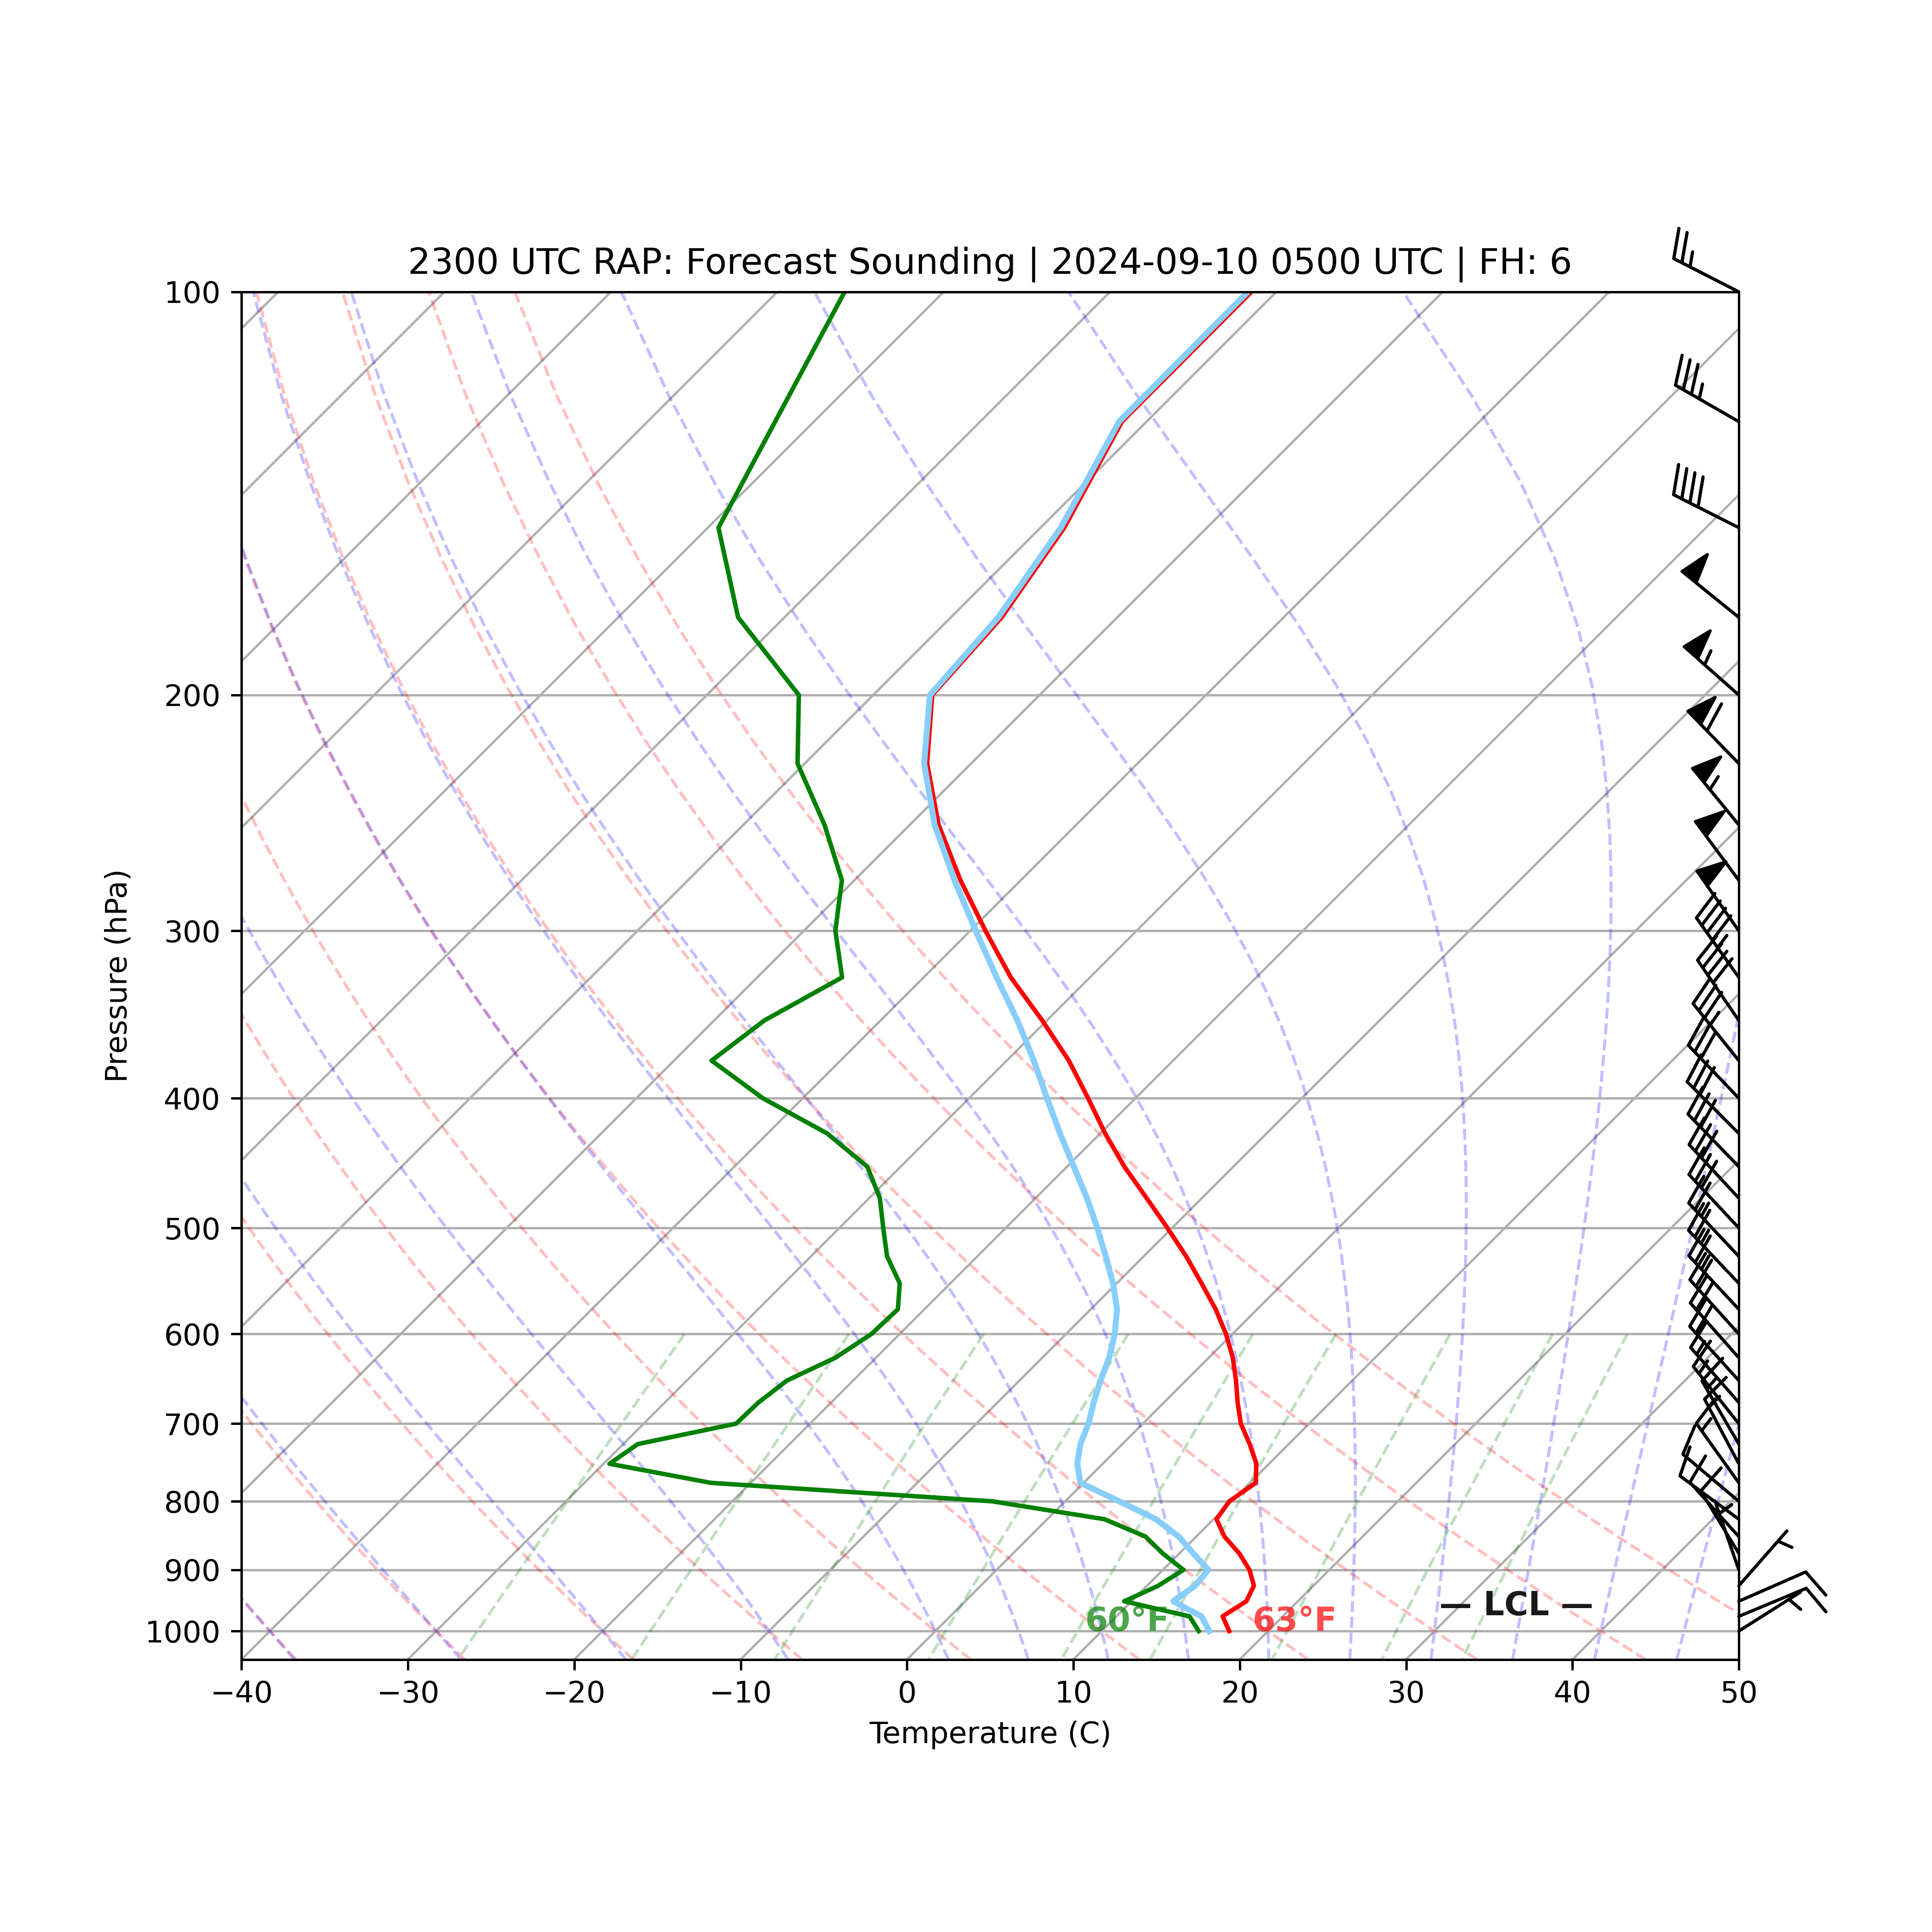 2300 UTC RAP: Forecast Sounding | 2024-09-10 0500 UTC | FH: 6
100
200
300
400
500
600
700
800
900
1000
Pressure (hPa)
60°F
63°F
— LCL —
−40 −30 −20 −10 0 10 20 30 40 50
Temperature (C)